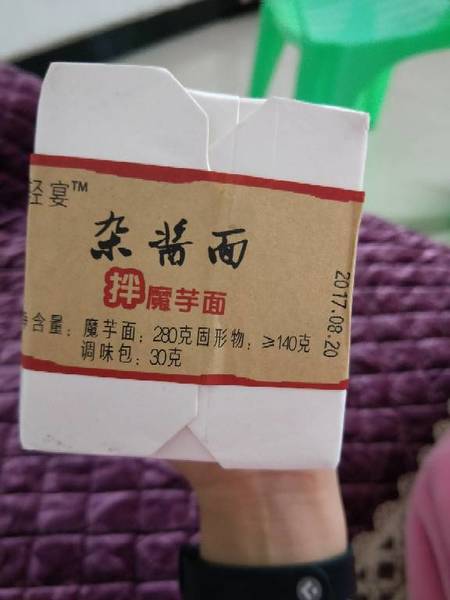 轻宴™
杂酱面
拌魔芋面
含量：魔芋面：280克固形物：≥140克
调味包：30克
2017.08.20